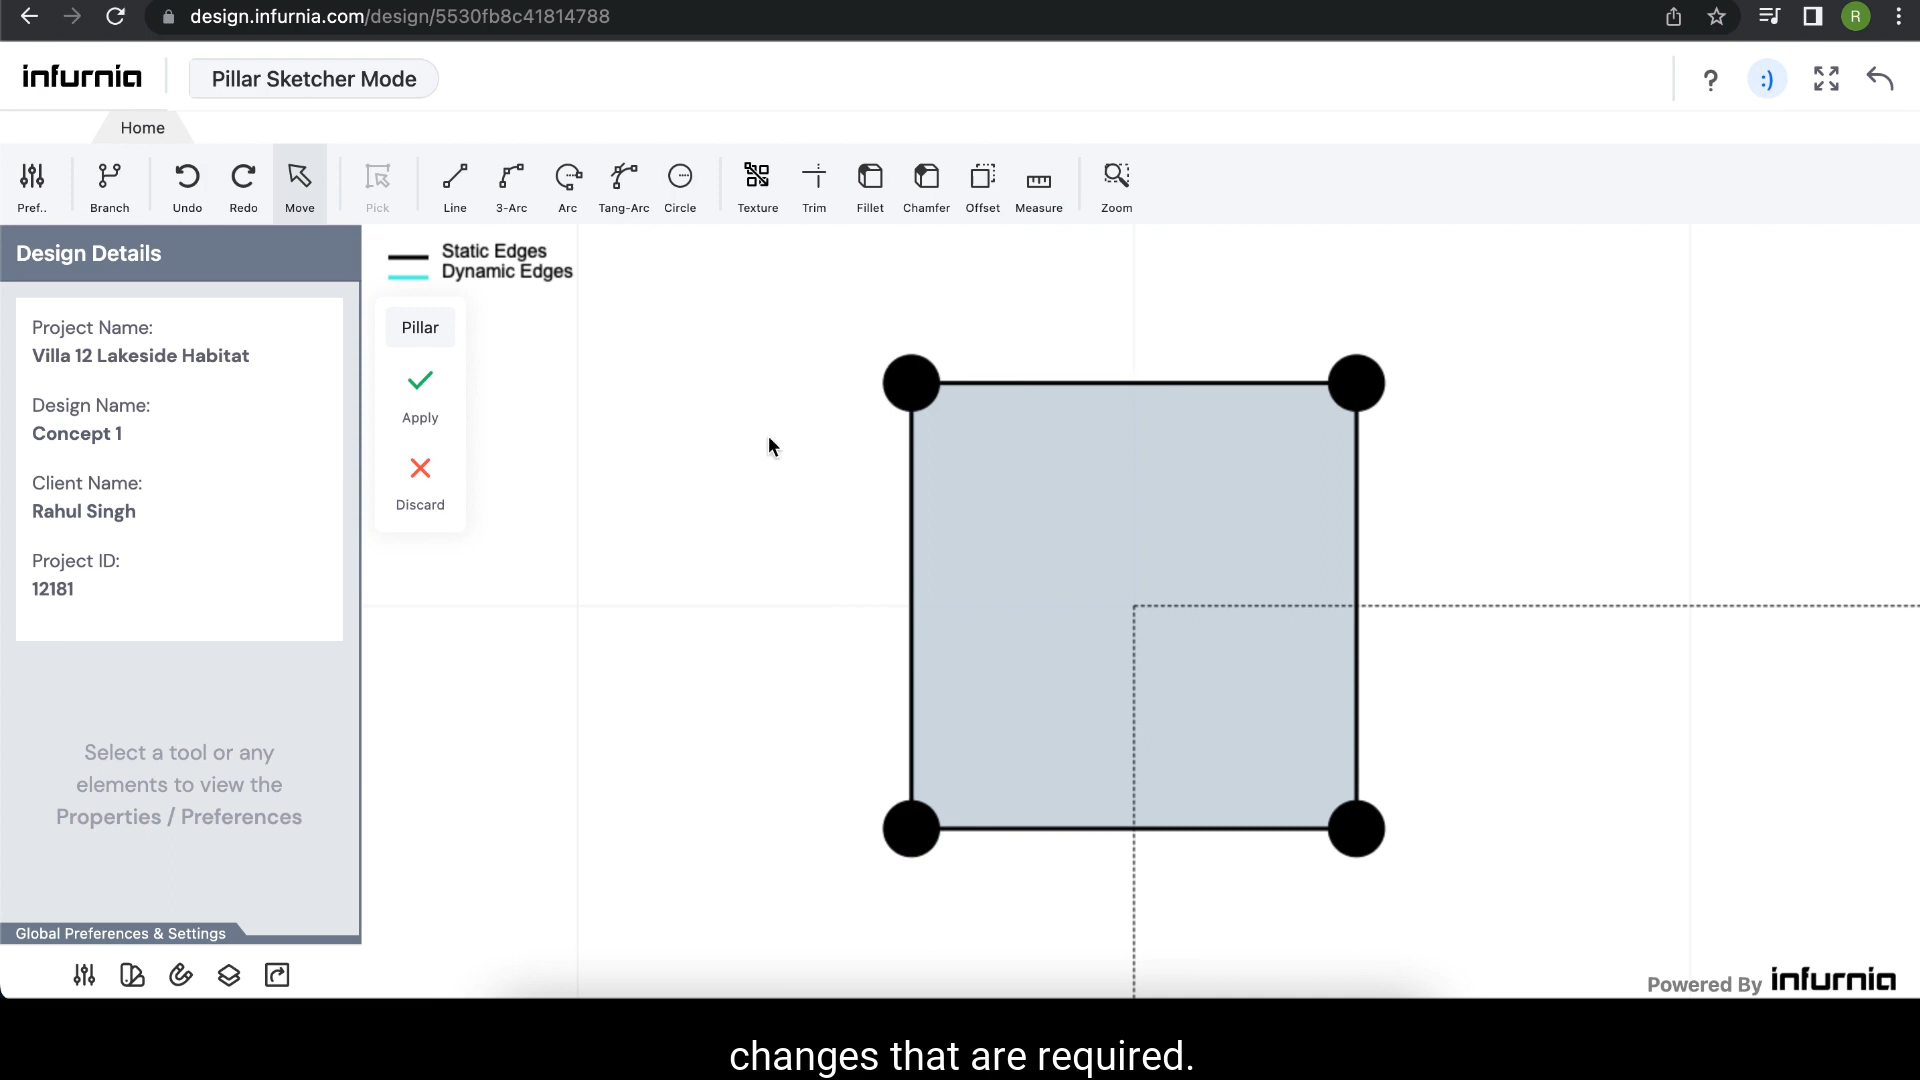 design.infurnia.com/design/5530fb8c41814788
R
infurnia
Pillar Sketcher Mode
?
:)
Home
Pref..
Branch
Undo
Redo
Move
Pick
Line
3-Arc
Arc
Tang-Arc
Circle
Texture
Trim
Fillet
Chamfer
Offset
Measure
Zoom
Design Details
Project Name:
Villa 12 Lakeside Habitat
Design Name:
Concept 1
Client Name:
Rahul Singh
Project ID:
12181
Select a tool or any
elements to view the
Properties / Preferences
Global Preferences & Settings
Static Edges
Dynamic Edges
Pillar
Apply
Discard
Powered By infurnia
changes that are required.